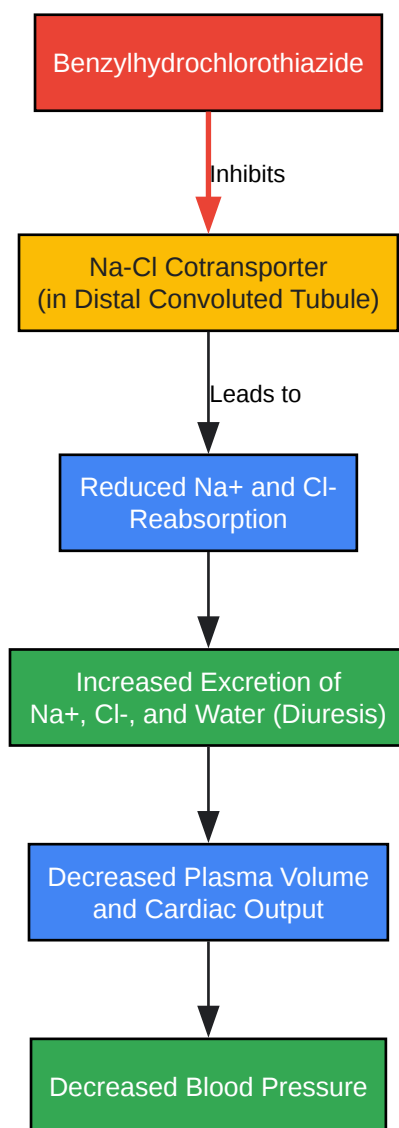 Benzylhydrochlorothiazide
Inhibits
Na-Cl Cotransporter
(in Distal Convoluted Tubule)
Leads to
Reduced Na+ and Cl-
Reabsorption
Increased Excretion of
Na+, Cl-, and Water (Diuresis)
Decreased Plasma Volume
and Cardiac Output
Decreased Blood Pressure